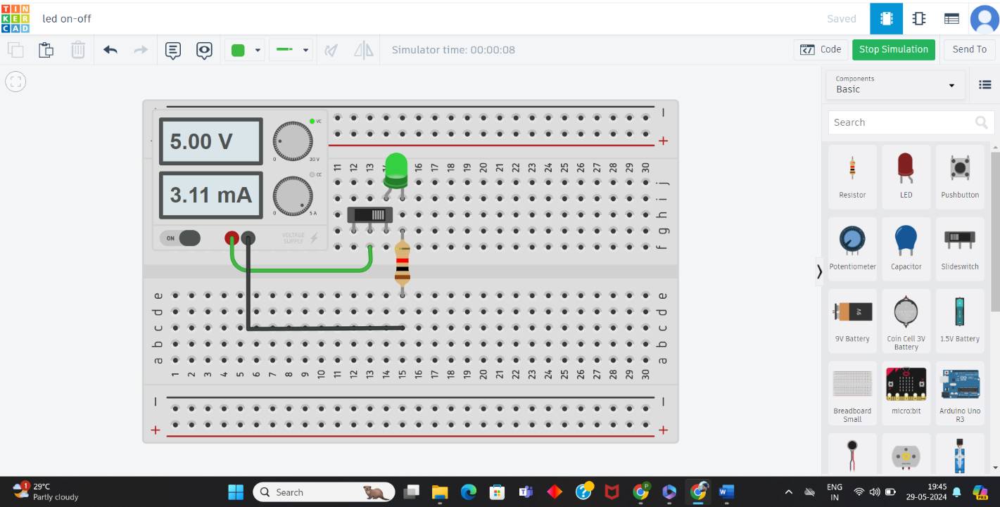 TIN
KER
CAD
led on-off
Saved
Simulator time: 00:00:08
Code
Stop Simulation
Send To
Components
Basic
Search
5.00 V
VC
0
30 V
3.11 mA
CC
0
5 A
ON
VOLTAGE
SUPPLY
− −
+ +
11 12 13 14 15 16 17 18 19 20 21 22 23 24 25 26 27 28 29 30
j
i
h
g
f
e e
d d
c c
b b
a a
1 2 3 4 5 6 7 8 9 10 11 12 13 14 15 16 17 18 19 20 21 22 23 24 25 26 27 28 29 30
− −
+ +
Resistor
LED
Pushbutton
Potentiometer
Capacitor
Slideswitch
9V
9V Battery
Coin Cell 3V
Battery
1.5V Battery
Breadboard
Small
micro:bit
Arduino Uno
R3
1
29°C
Partly cloudy
Search
P
W
PRE
ENG
IN
19:45
29-05-2024